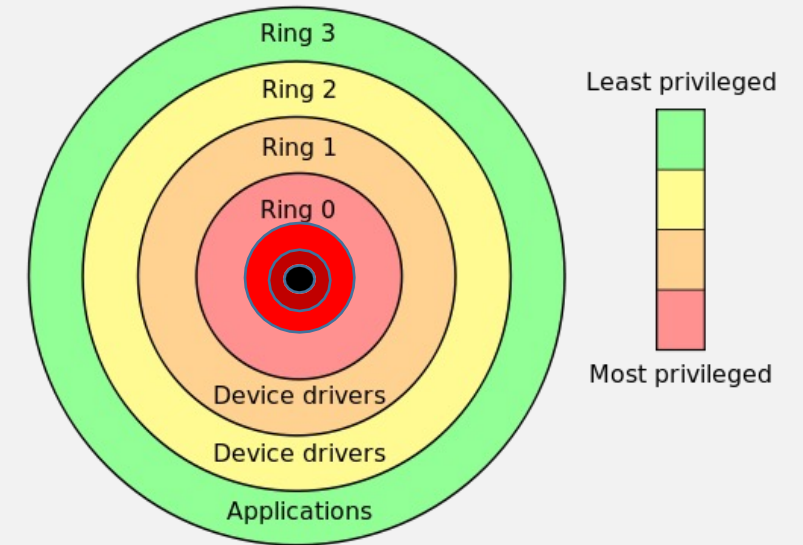 Ring 3
Ring 2
Ring 1
Ring 0
Device drivers
Device drivers
Applications
Least privileged
Most privileged